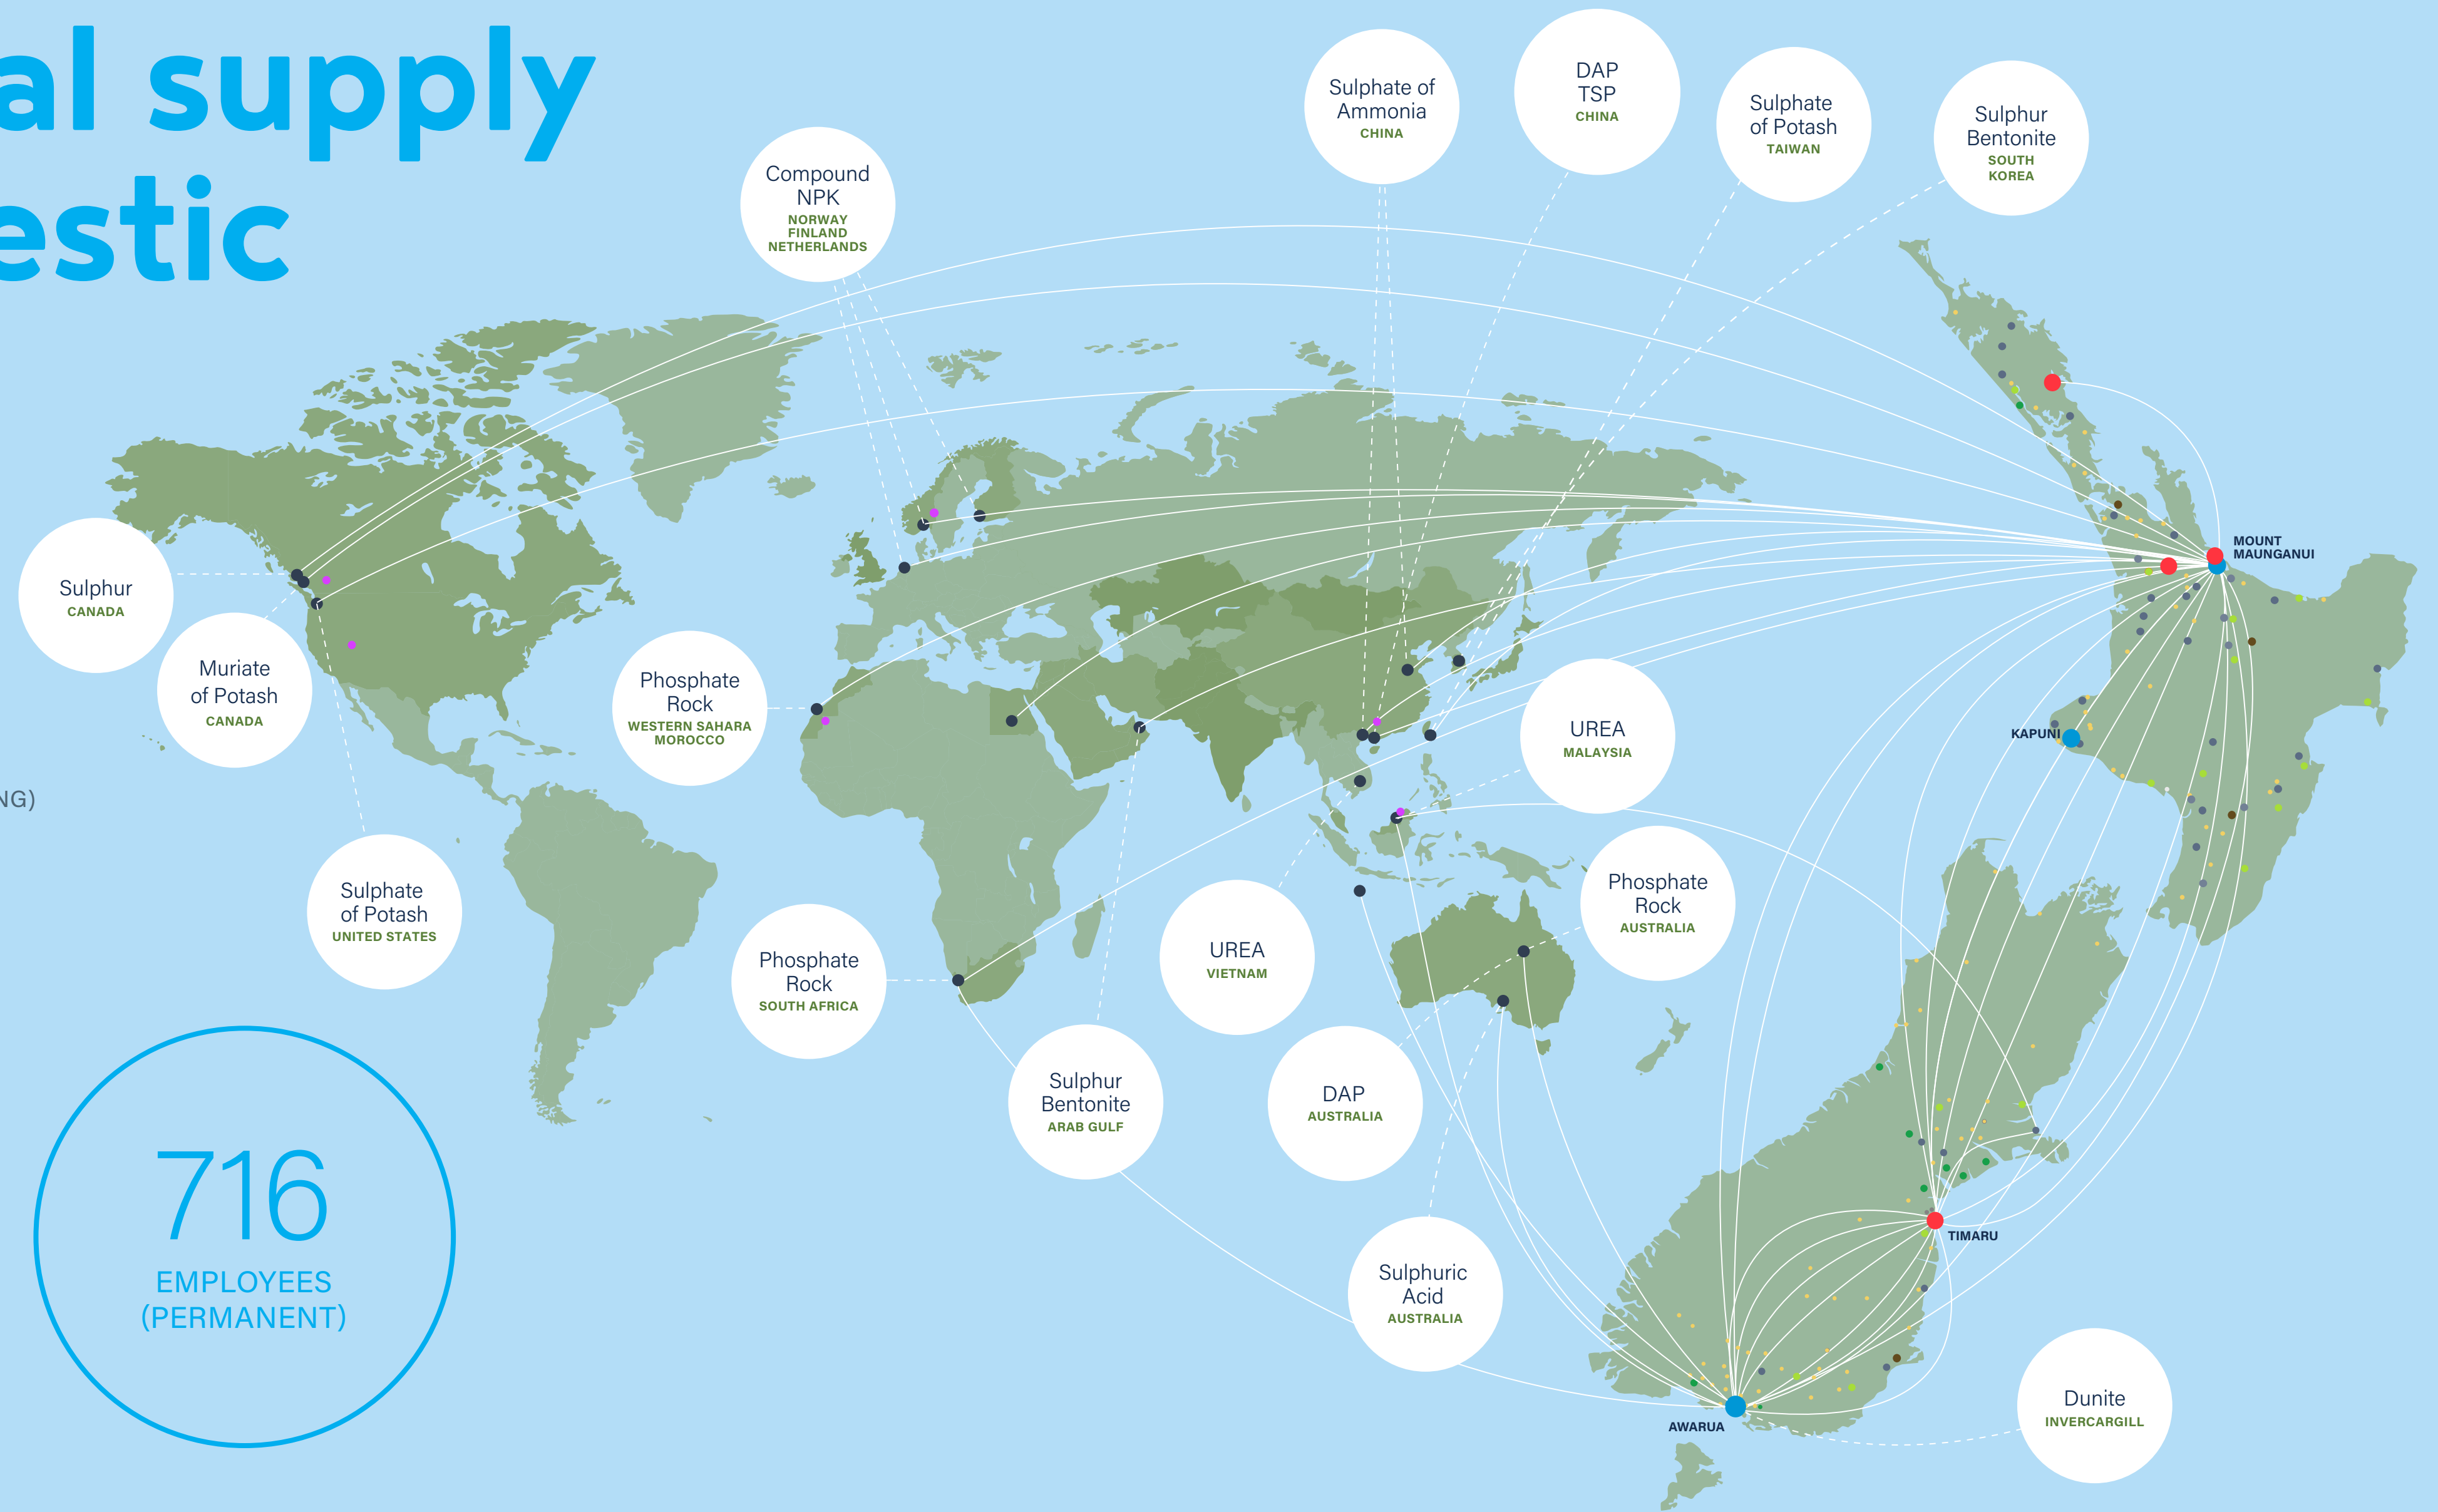 al supply
estic
Compound
NPK
NORWAY
FINLAND
NETHERLANDS
Sulphate of
Ammonia
CHINA
DAP
TSP
CHINA
Sulphate
of Potash
TAIWAN
Sulphur
Bentonite
SOUTH
KOREA
Sulphur
CANADA
Muriate
of Potash
CANADA
Phosphate
Rock
WESTERN SAHARA
MOROCCO
UREA
MALAYSIA
MOUNT
MAUNGANUI
KAPUNI
NG)
Sulphate
of Potash
UNITED STATES
Phosphate
Rock
SOUTH AFRICA
UREA
VIETNAM
Phosphate
Rock
AUSTRALIA
Sulphur
Bentonite
ARAB GULF
DAP
AUSTRALIA
716
EMPLOYEES
(PERMANENT)
Sulphuric
Acid
AUSTRALIA
TIMARU
AWARUA
Dunite
INVERCARGILL